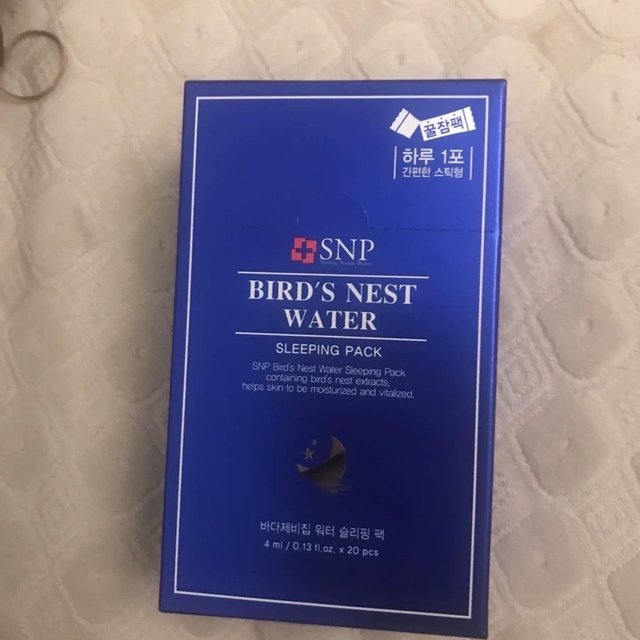 꿀잠팩
하루 1포
간편한 스틱형
SNP
BIRD'S NEST
WATER
SLEEPING PACK
SNP Bird's Nest Water Sleeping Pack
containing bird's nest extracts,
helps skin to be moisturized and vitalized.
바다제비집 워터 슬리핑 팩
4 ml / 0.13 fl.oz. x 20 pcs